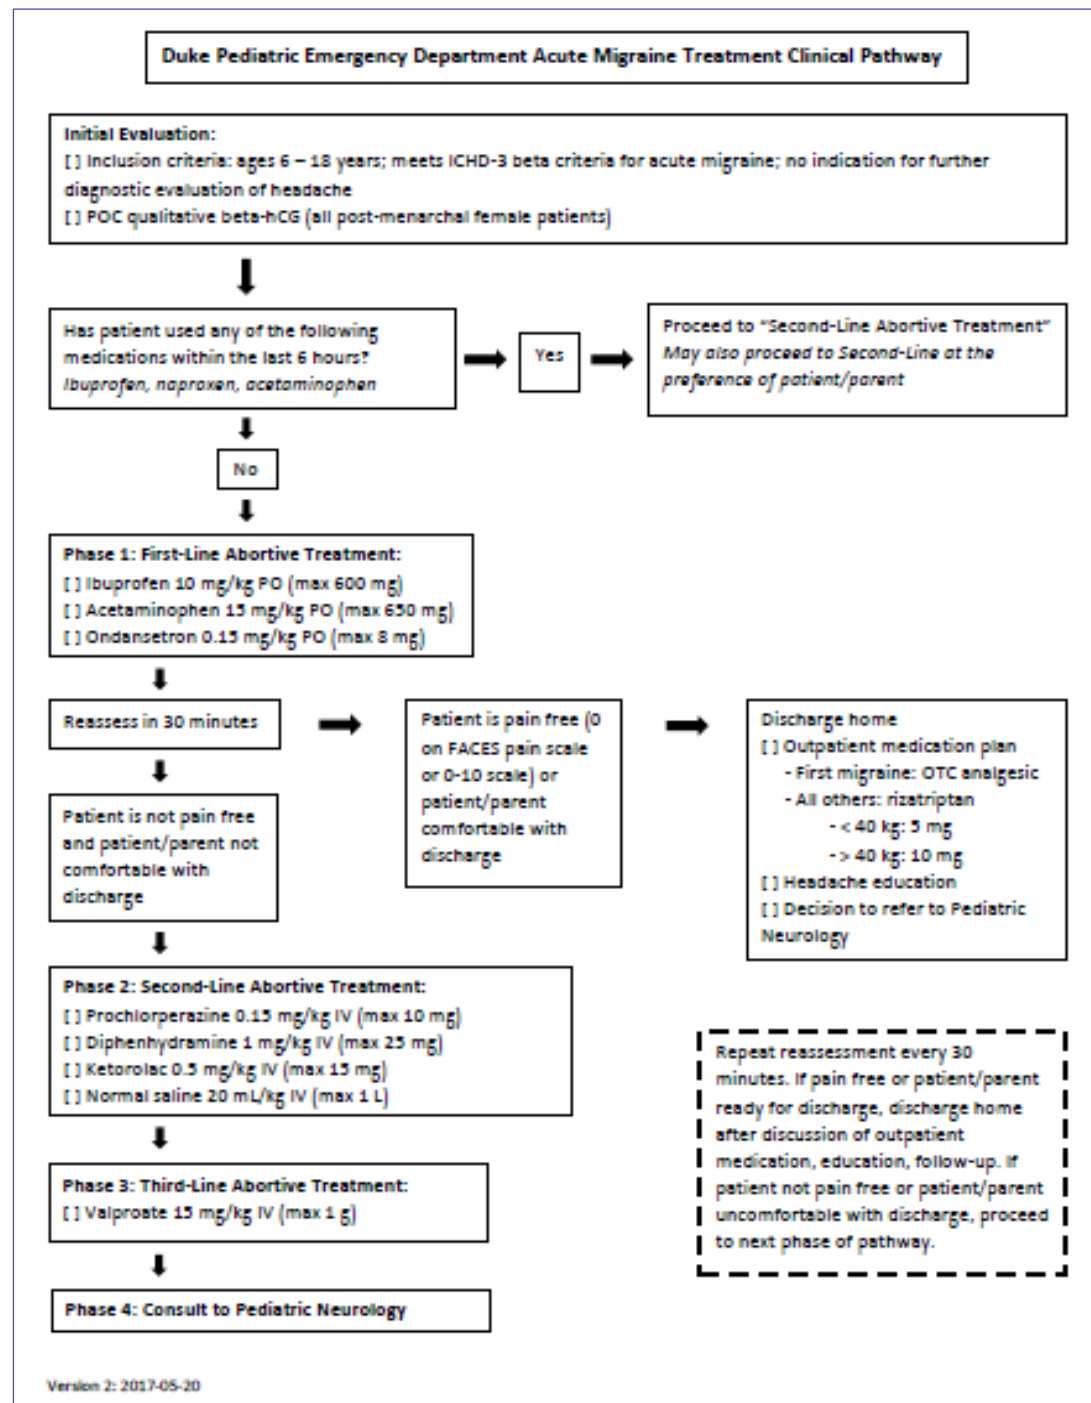 Duke Pediatric Emergency Department Acute Migraine Treatment Clinical Pathway
Initial Evaluation:
[ ] Inclusion criteria: ages 6 – 18 years; meets ICHD-3 beta criteria for acute migraine; no indication for further
diagnostic evaluation of headache
[ ] POC qualitative beta-hCG (all post-menarchal female patients)
Has patient used any of the following
medications within the last 6 hours?
Ibuprofen, naproxen, acetaminophen
Yes
Proceed to “Second-Line Abortive Treatment”
May also proceed to Second-Line at the
preference of patient/parent
No
Phase 1: First-Line Abortive Treatment:
[ ] Ibuprofen 10 mg/kg PO (max 600 mg)
[ ] Acetaminophen 15 mg/kg PO (max 650 mg)
[ ] Ondansetron 0.15 mg/kg PO (max 8 mg)
Reassess in 30 minutes
Patient is pain free (0
on FACES pain scale
or 0-10 scale) or
patient/parent
comfortable with
discharge
Discharge home
[ ] Outpatient medication plan
- First migraine: OTC analgesic
- All others: rizatriptan
- < 40 kg: 5 mg
- > 40 kg: 10 mg
[ ] Headache education
[ ] Decision to refer to Pediatric
Neurology
Patient is not pain free
and patient/parent not
comfortable with
discharge
Phase 2: Second-Line Abortive Treatment:
[ ] Prochlorperazine 0.15 mg/kg IV (max 10 mg)
[ ] Diphenhydramine 1 mg/kg IV (max 25 mg)
[ ] Ketorolac 0.5 mg/kg IV (max 15 mg)
[ ] Normal saline 20 mL/kg IV (max 1 L)
Repeat reassessment every 30
minutes. If pain free or patient/parent
ready for discharge, discharge home
after discussion of outpatient
medication, education, follow-up. If
patient not pain free or patient/parent
uncomfortable with discharge, proceed
to next phase of pathway.
Phase 3: Third-Line Abortive Treatment:
[ ] Valproate 15 mg/kg IV (max 1 g)
Phase 4: Consult to Pediatric Neurology
Version 2: 2017-05-20